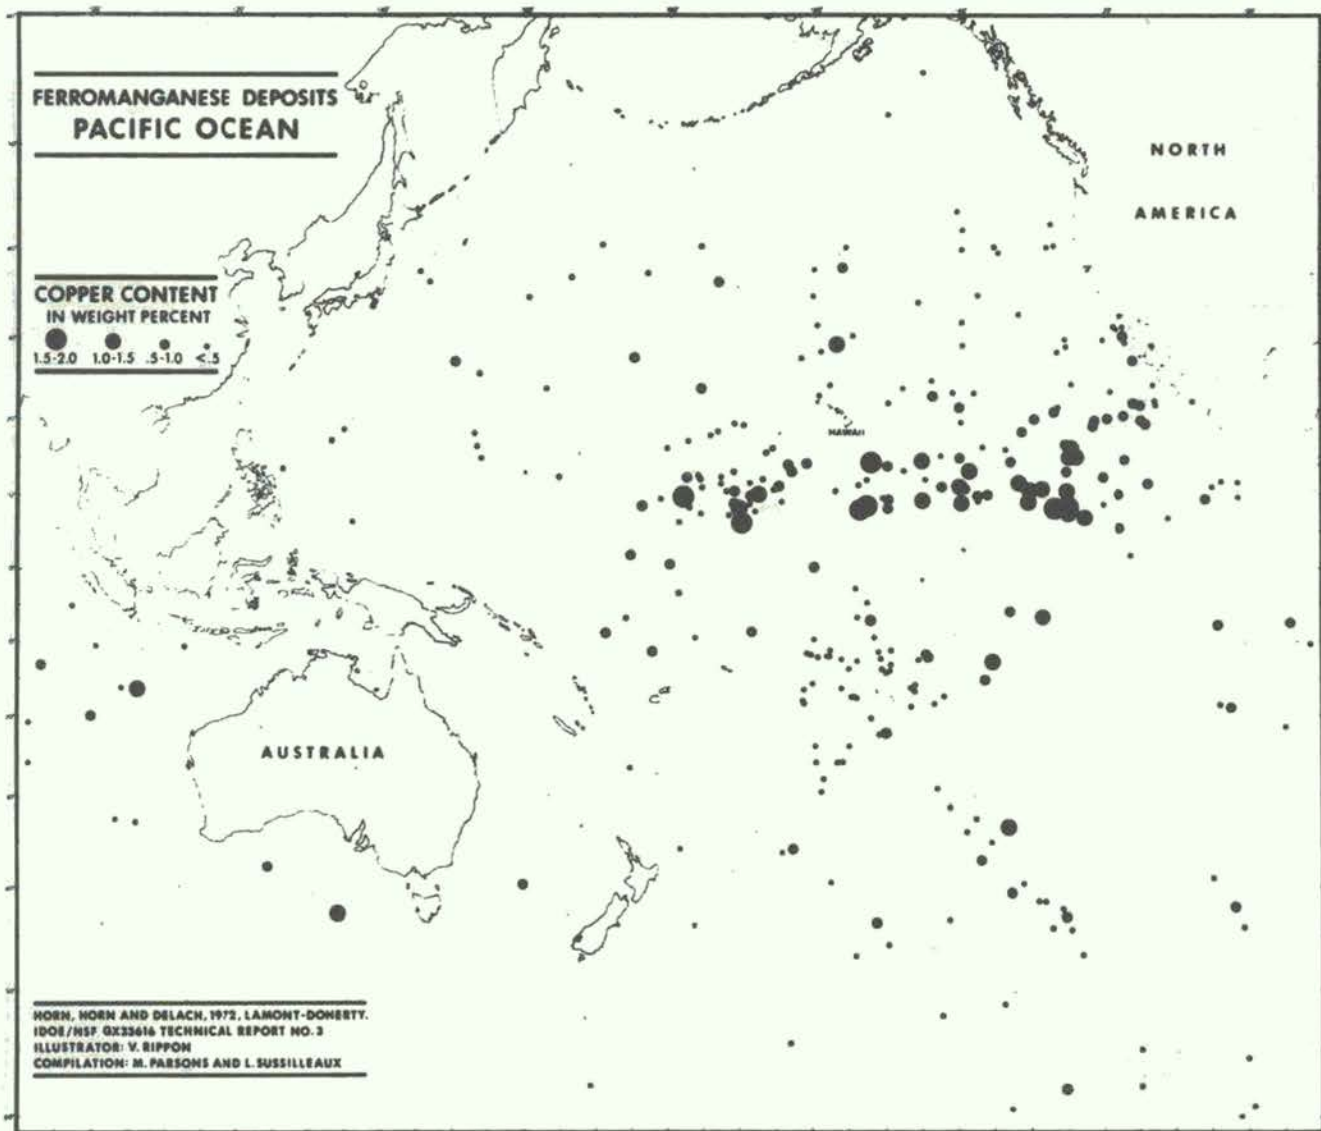 FERROMANGANESE DEPOSITS
PACIFIC OCEAN
NORTH
AMERICA
COPPER CONTENT
IN WEIGHT PERCENT
1.5-2.0 1.0-1.5 .5-1.0 <.5
HAWAII
AUSTRALIA
HORN, HORN AND DELACH, 1972, LAMONT-DOHERTY.
IDOE/NSF GX33616 TECHNICAL REPORT NO. 3
ILLUSTRATOR: V. RIPPON
COMPILATION: M. PARSONS AND L. SUSSILLEAUX